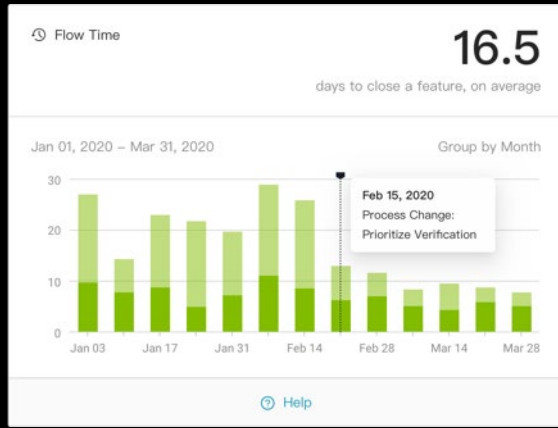 Flow Time
16.5
days to close a feature, on average
Jan 01, 2020 – Mar 31, 2020
Group by Month
30
20
10
0
Feb 15, 2020
Process Change:
Prioritize Verification
Jan 03 Jan 17 Jan 31 Feb 14 Feb 28 Mar 14 Mar 28
Help